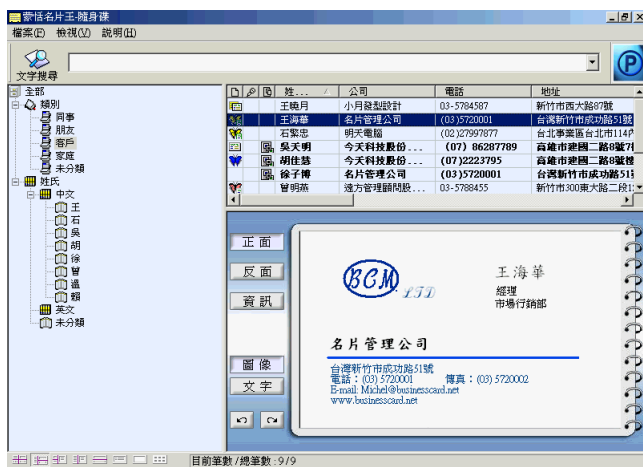 蒙恬名片王-隨身碟
檔案(F) 檢視(V) 說明(H)
文字搜尋
全部
類別
同事
朋友
客戶
家庭
未分類
姓氏
中文
王
石
吳
胡
徐
曾
溫
顏
英文
未分類
姓... 公司 電話 地址
王曉月 小月發型設計 03-5784587 新竹市西大路87號
王海華 名片管理公司 (03)5720001 台灣新竹市成功路51號
石繁忠 明天電腦 (02)27997877 台北事業區台北市114內
吳天明 今天科技股份... (07) 86287789 高雄市建國二路8號7
胡佳慧 今天科技股份... (07)2223795 高雄市建國二路8號
徐子博 名片管理公司 (03)5720001 台灣新竹市成功路51
曾明燕 遠方管理顧問股... 03-5788455 新竹市300東大路二段1
正面
反面
資訊
圖像
文字
BCM LTD
王海華
經理
市場行銷部
名片管理公司
台灣新竹市成功路51號
電話：(03) 5720001 傳真：(03) 5720002
E-mail: Michel@businesscard.net
www.businesscard.net
目前筆數/總筆數:9/9